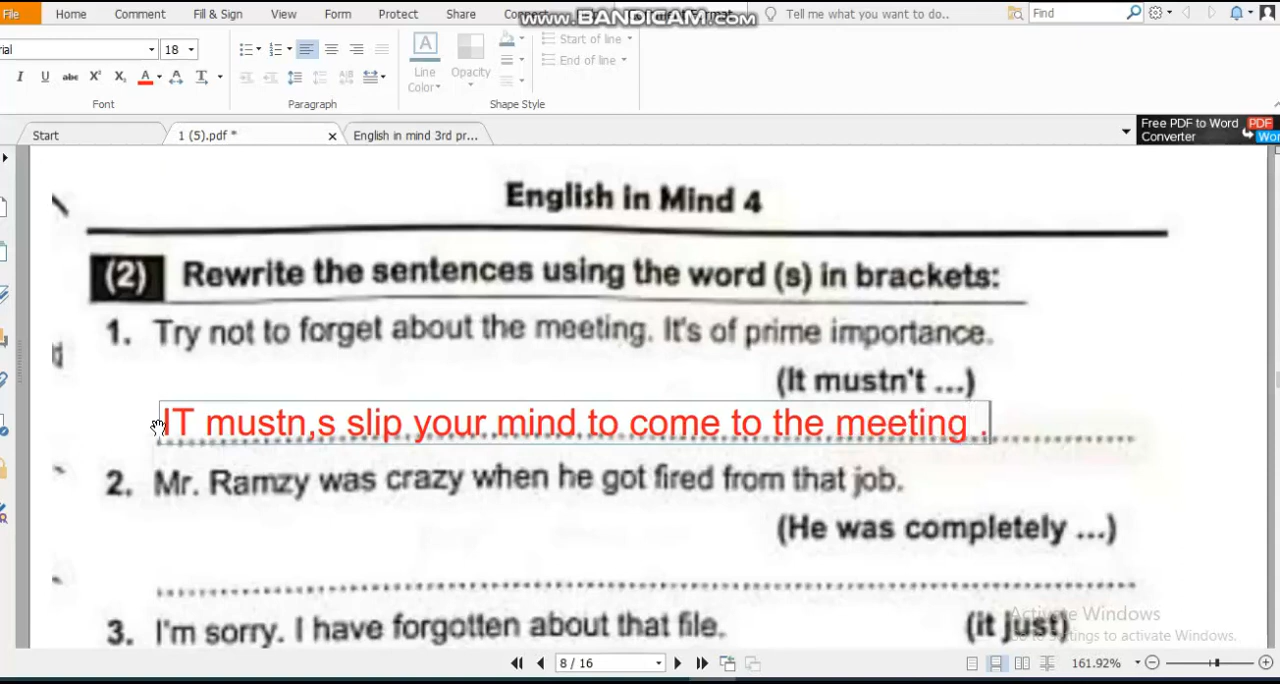 File Home Comment Fill & Sign View Form Protect Share Format Tell me what you want to do.. Find
www.BANDICAM.com
18
Line Color
Opacity
Start of line
End of line
Font Paragraph Shape Style
Start 1 (5).pdf * English in mind 3rd pr...
Free PDF to Word Converter
PDF
English in Mind 4
(2) Rewrite the sentences using the word (s) in brackets:
1. Try not to forget about the meeting. It's of prime importance.
(It mustn't ...)
IT mustn,s slip your mind to come to the meeting .
2. Mr. Ramzy was crazy when he got fired from that job.
(He was completely ...)
3. I'm sorry. I have forgotten about that file. (it just)
Activate Windows
Go to Settings to activate Windows.
8 / 16 161.92%